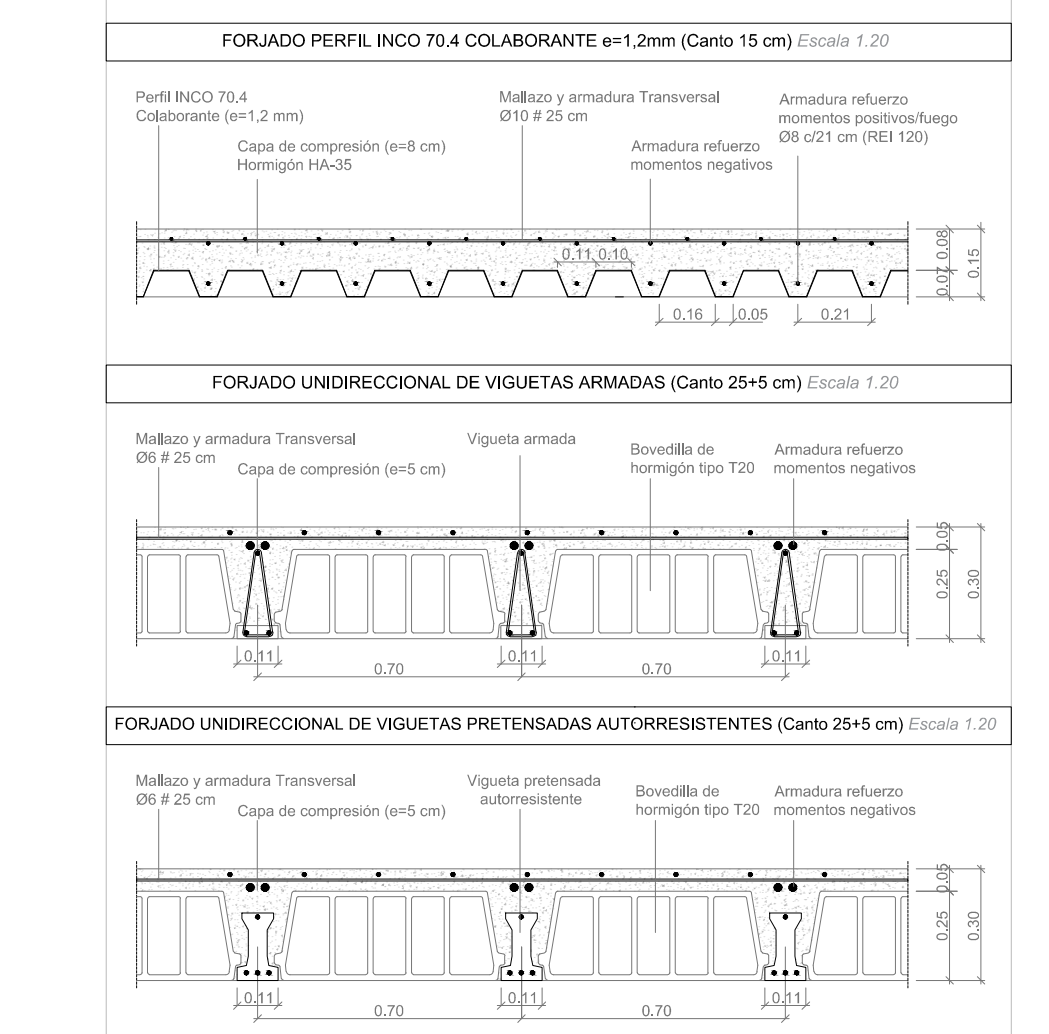 FORJADO PERFIL INCO 70.4 COLABORANTE e=1,2mm (Canto 15 cm) Escala 1.20
Perfil INCO 70.4
Colaborante (e=1,2 mm)
Capa de compresión (e=8 cm)
Hormigón HA-35
Mallazo y armadura Transversal
Ø10 # 25 cm
Armadura refuerzo
momentos negativos
Armadura refuerzo
momentos positivos/fuego
Ø8 c/21 cm (REI 120)
0.11 0.10
0.16 0.05 0.21
0.08
0.07
0.15
FORJADO UNIDIRECCIONAL DE VIGUETAS ARMADAS (Canto 25+5 cm) Escala 1.20
Mallazo y armadura Transversal
Ø6 # 25 cm
Capa de compresión (e=5 cm)
Vigueta armada
Bovedilla de
hormigón tipo T20
Armadura refuerzo
momentos negativos
0.05
0.25
0.30
0.11 0.11 0.11
0.70 0.70
FORJADO UNIDIRECCIONAL DE VIGUETAS PRETENSADAS AUTORRESISTENTES (Canto 25+5 cm) Escala 1.20
Mallazo y armadura Transversal
Ø6 # 25 cm
Capa de compresión (e=5 cm)
Vigueta pretensada
autorresistente
Bovedilla de
hormigón tipo T20
Armadura refuerzo
momentos negativos
0.05
0.25
0.30
0.11 0.11 0.11
0.70 0.70